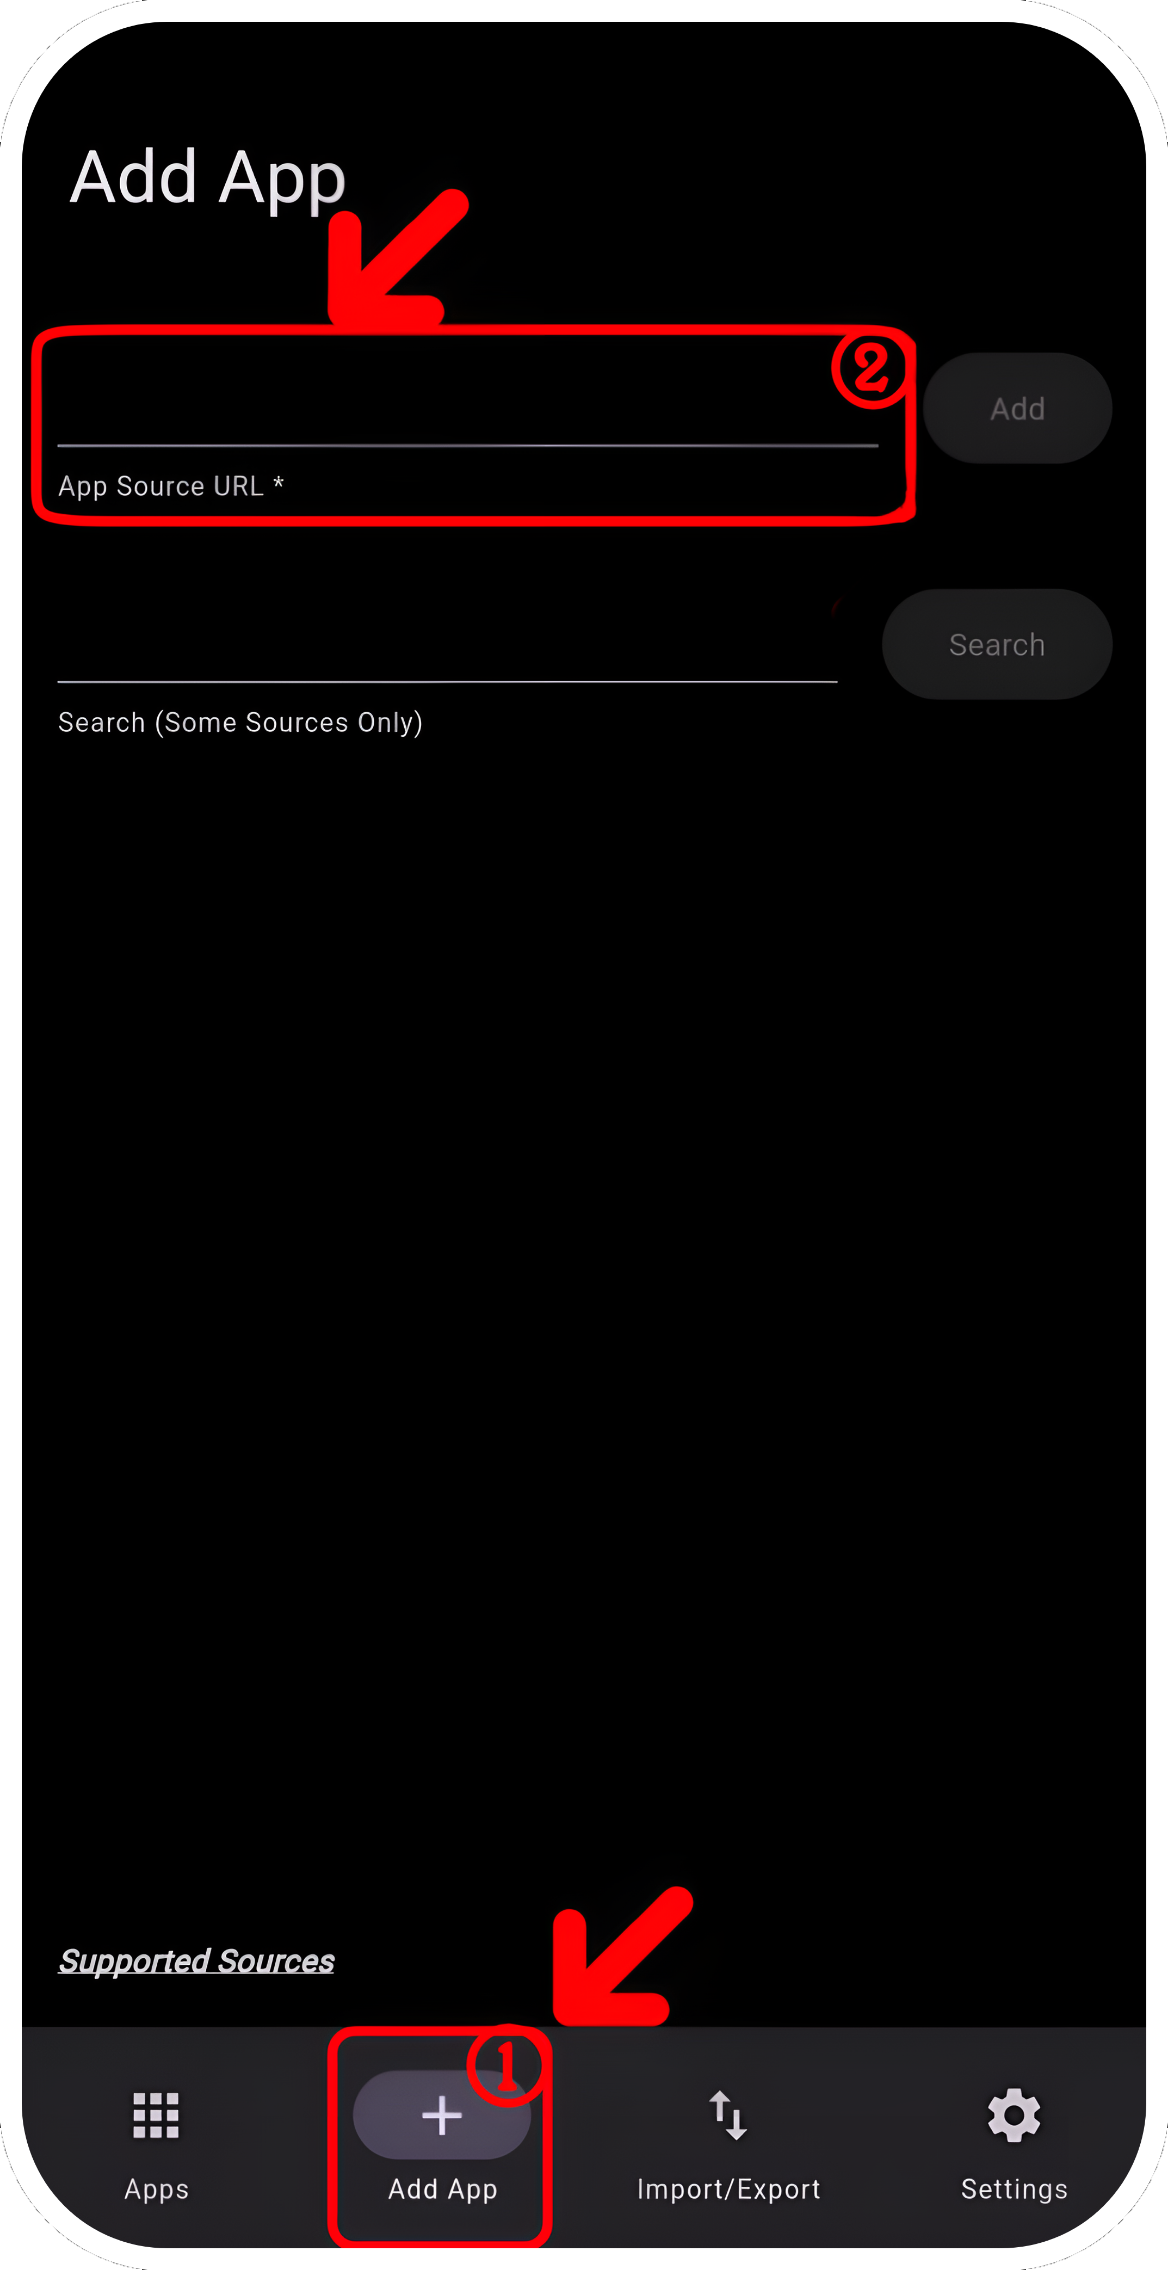 Add App
2
Add
App Source URL *
Search
Search (Some Sources Only)
Supported Sources
1
Apps
Add App
Import/Export
Settings